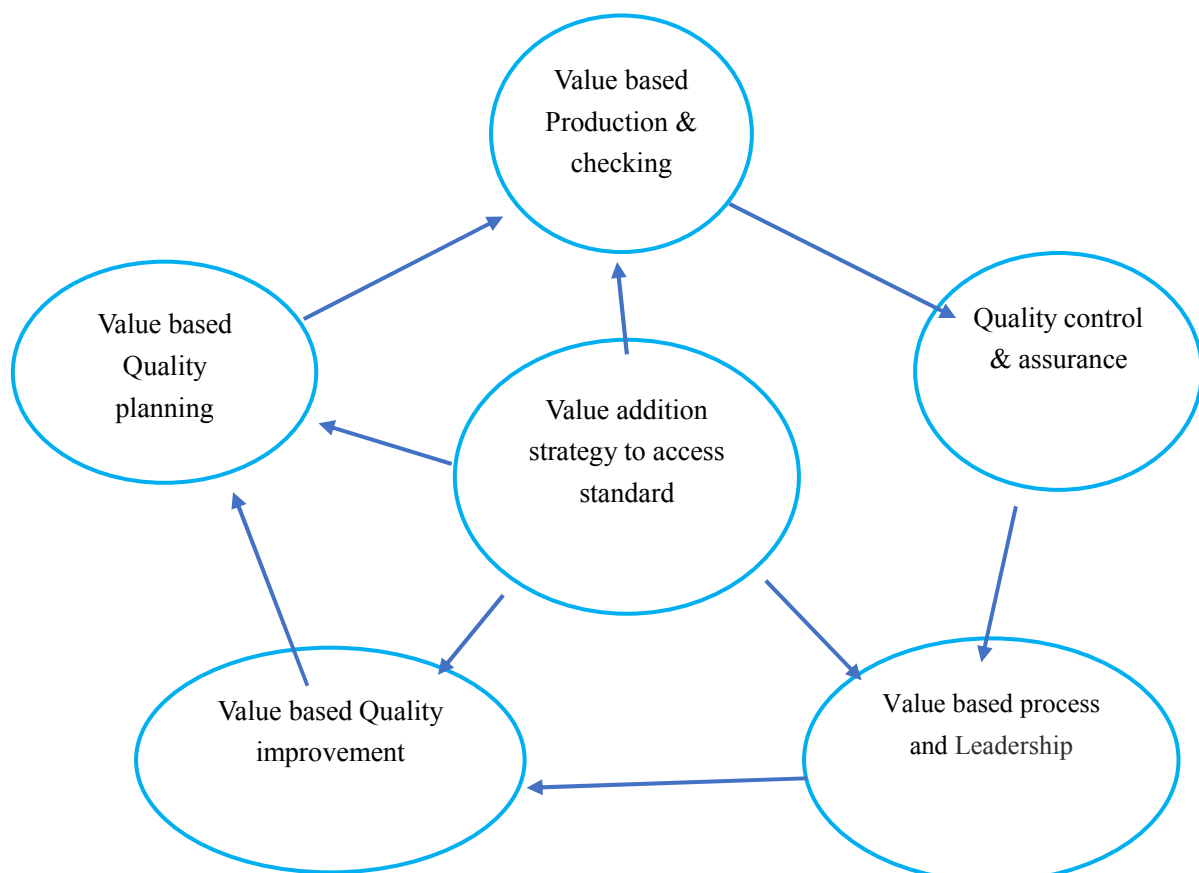 Value based
Production &
checking
Value based
Quality
planning
Quality control
& assurance
Value addition
strategy to access
standard
Value based Quality
improvement
Value based process
and Leadership